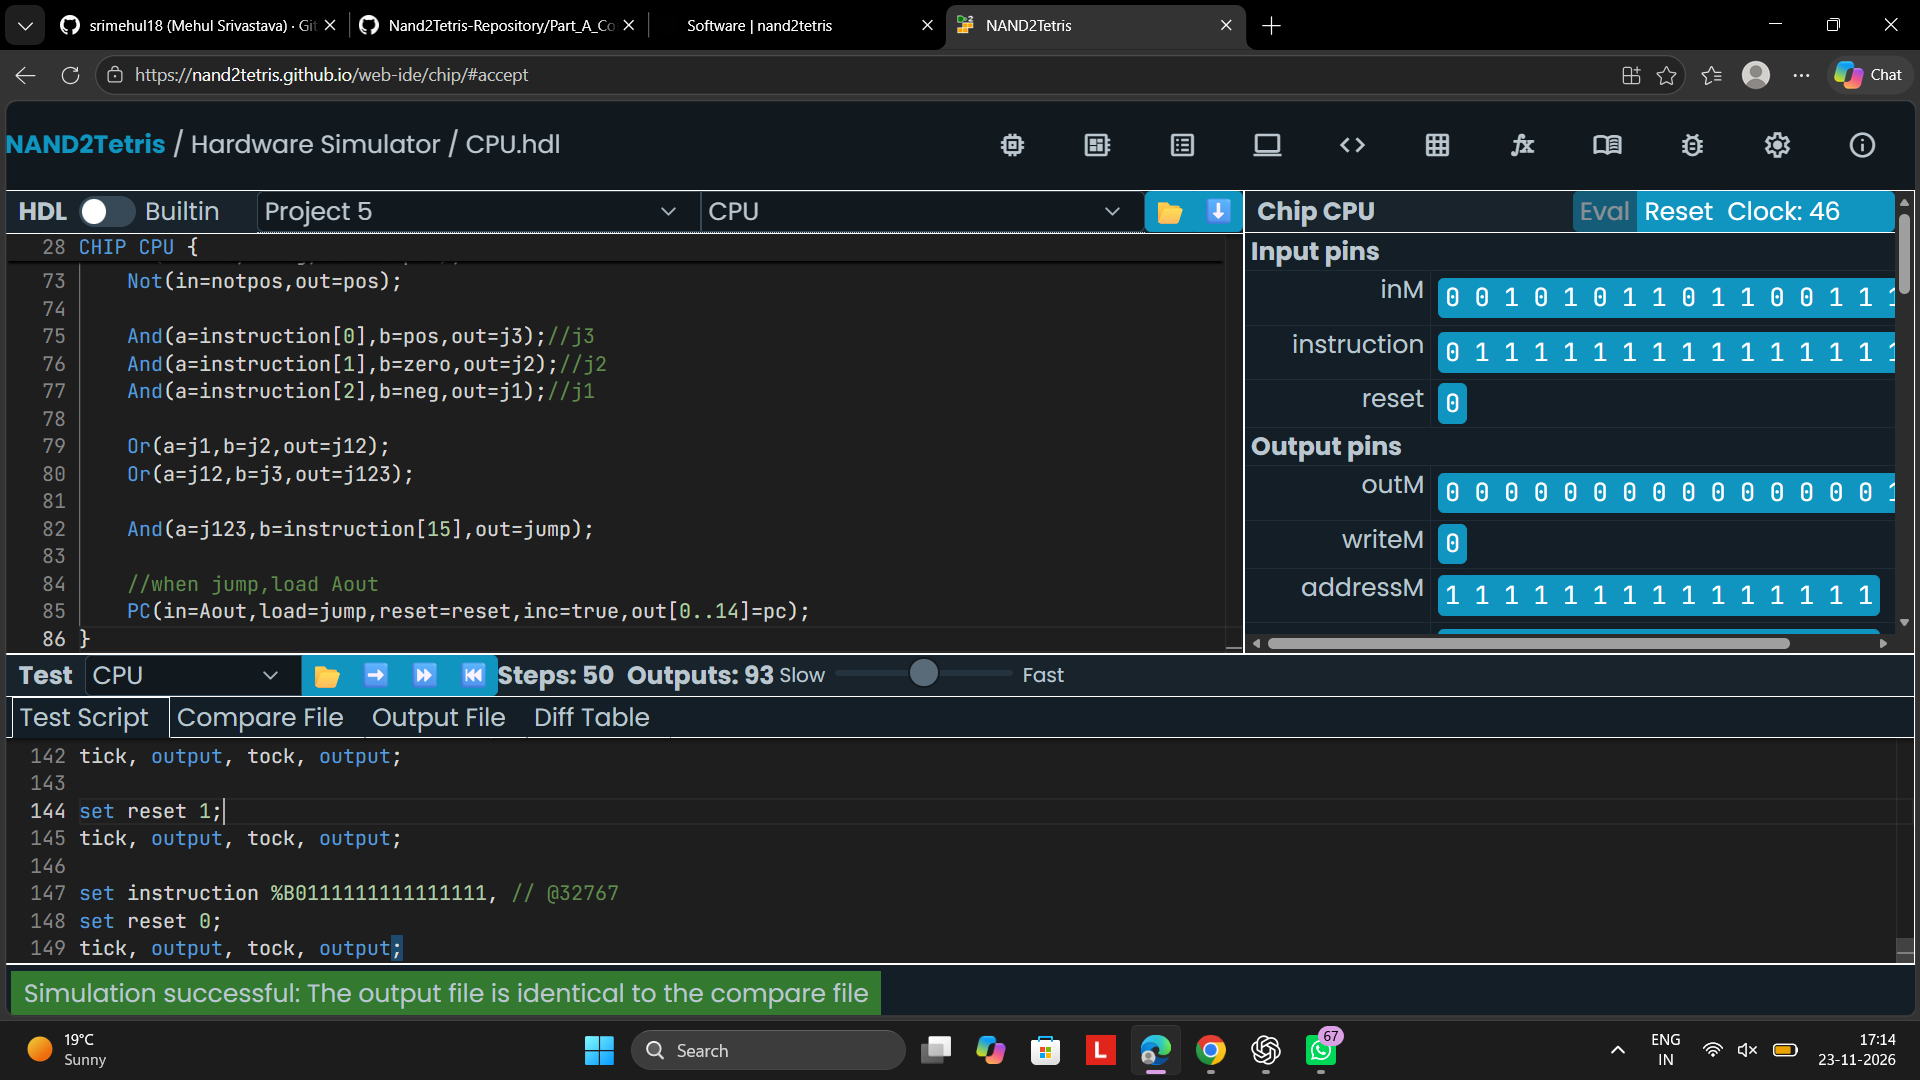 srimehul18 (Mehul Srivastava) · Git
Nand2Tetris-Repository/Part_A_Co
Software | nand2tetris
NAND2Tetris
https://nand2tetris.github.io/web-ide/chip/#accept
Chat
NAND2Tetris / Hardware Simulator / CPU.hdl
HDL Builtin Project 5 CPU
28 CHIP CPU {
73 Not(in=notpos,out=pos);
74
75 And(a=instruction[0],b=pos,out=j3);//j3
76 And(a=instruction[1],b=zero,out=j2);//j2
77 And(a=instruction[2],b=neg,out=j1);//j1
78
79 Or(a=j1,b=j2,out=j12);
80 Or(a=j12,b=j3,out=j123);
81
82 And(a=j123,b=instruction[15],out=jump);
83
84 //when jump,load Aout
85 PC(in=Aout,load=jump,reset=reset,inc=true,out[0..14]=pc);
86 }
Chip CPU Eval Reset Clock: 46
Input pins
inM 0 0 1 0 1 0 1 1 0 1 1 0 0 1 1 1
instruction 0 1 1 1 1 1 1 1 1 1 1 1 1 1 1 1
reset 0
Output pins
outM 0 0 0 0 0 0 0 0 0 0 0 0 0 0 0 1
writeM 0
addressM 1 1 1 1 1 1 1 1 1 1 1 1 1 1 1
Test CPU Steps: 50 Outputs: 93 Slow Fast
Test Script Compare File Output File Diff Table
142 tick, output, tock, output;
143
144 set reset 1;
145 tick, output, tock, output;
146
147 set instruction %B0111111111111111, // @32767
148 set reset 0;
149 tick, output, tock, output;
Simulation successful: The output file is identical to the compare file
19°C
Sunny
Search
L
67
ENG
IN
17:14
23-11-2026